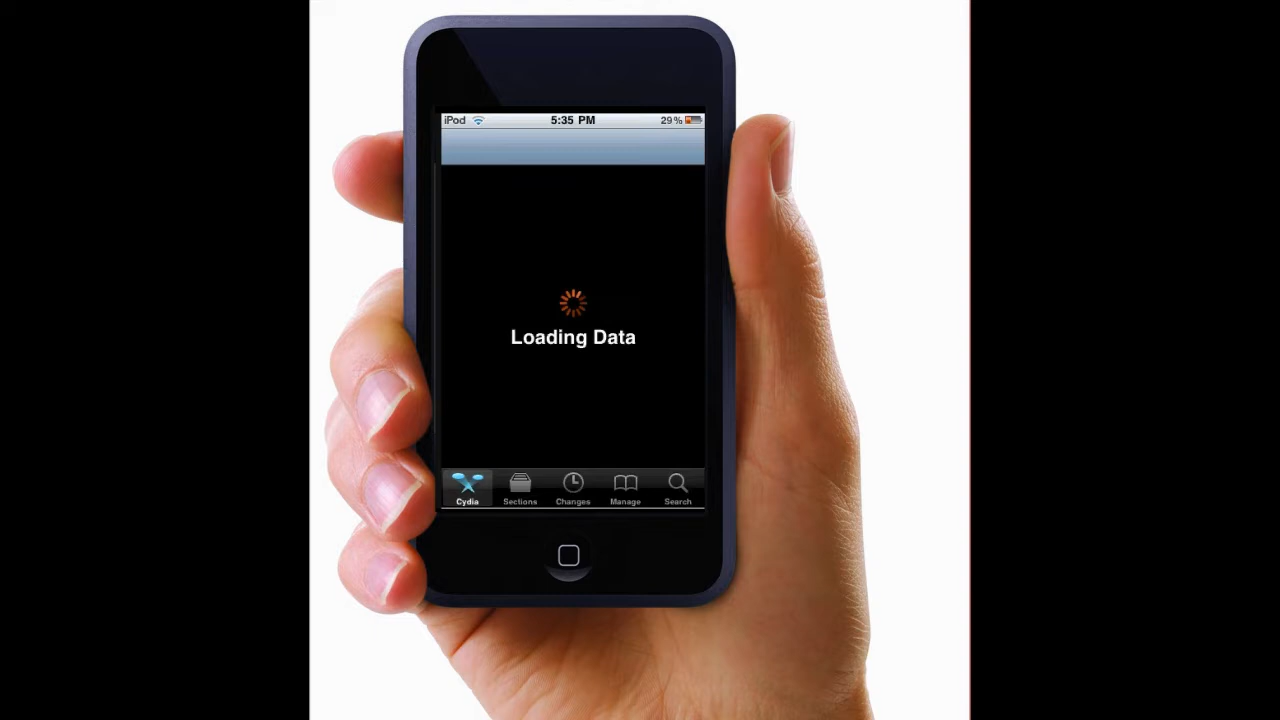 iPod 5:35 PM 29%
Loading Data
Cydia Sections Changes Manage Search